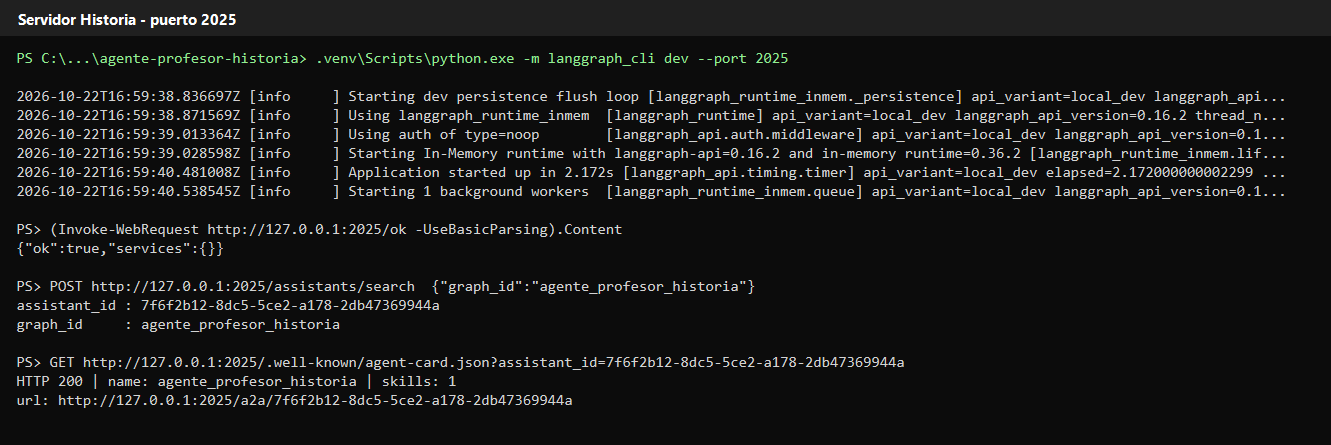 Servidor Historia - puerto 2025
PS C:\...\agente-profesor-historia> .venv\Scripts\python.exe -m langgraph_cli dev --port 2025
2026-10-22T16:59:38.836697Z [info     ] Starting dev persistence flush loop [langgraph_runtime_inmem._persistence] api_variant=local_dev langgraph_api...
2026-10-22T16:59:38.871569Z [info     ] Using langgraph_runtime_inmem  [langgraph_runtime] api_variant=local_dev langgraph_api_version=0.16.2 thread_n...
2026-10-22T16:59:39.013364Z [info     ] Using auth of type=noop        [langgraph_api.auth.middleware] api_variant=local_dev langgraph_api_version=0.1...
2026-10-22T16:59:39.028598Z [info     ] Starting In-Memory runtime with langgraph-api=0.16.2 and in-memory runtime=0.36.2 [langgraph_runtime_inmem.lif...
2026-10-22T16:59:40.481008Z [info     ] Application started up in 2.172s [langgraph_api.timing.timer] api_variant=local_dev elapsed=2.172000000002299 ...
2026-10-22T16:59:40.538545Z [info     ] Starting 1 background workers  [langgraph_runtime_inmem.queue] api_variant=local_dev langgraph_api_version=0.1...
PS> (Invoke-WebRequest http://127.0.0.1:2025/ok -UseBasicParsing).Content
{"ok":true,"services":{}}
PS> POST http://127.0.0.1:2025/assistants/search  {"graph_id":"agente_profesor_historia"}
assistant_id : 7f6f2b12-8dc5-5ce2-a178-2db47369944a
graph_id     : agente_profesor_historia
PS> GET http://127.0.0.1:2025/.well-known/agent-card.json?assistant_id=7f6f2b12-8dc5-5ce2-a178-2db47369944a
HTTP 200 | name: agente_profesor_historia | skills: 1
url: http://127.0.0.1:2025/a2a/7f6f2b12-8dc5-5ce2-a178-2db47369944a